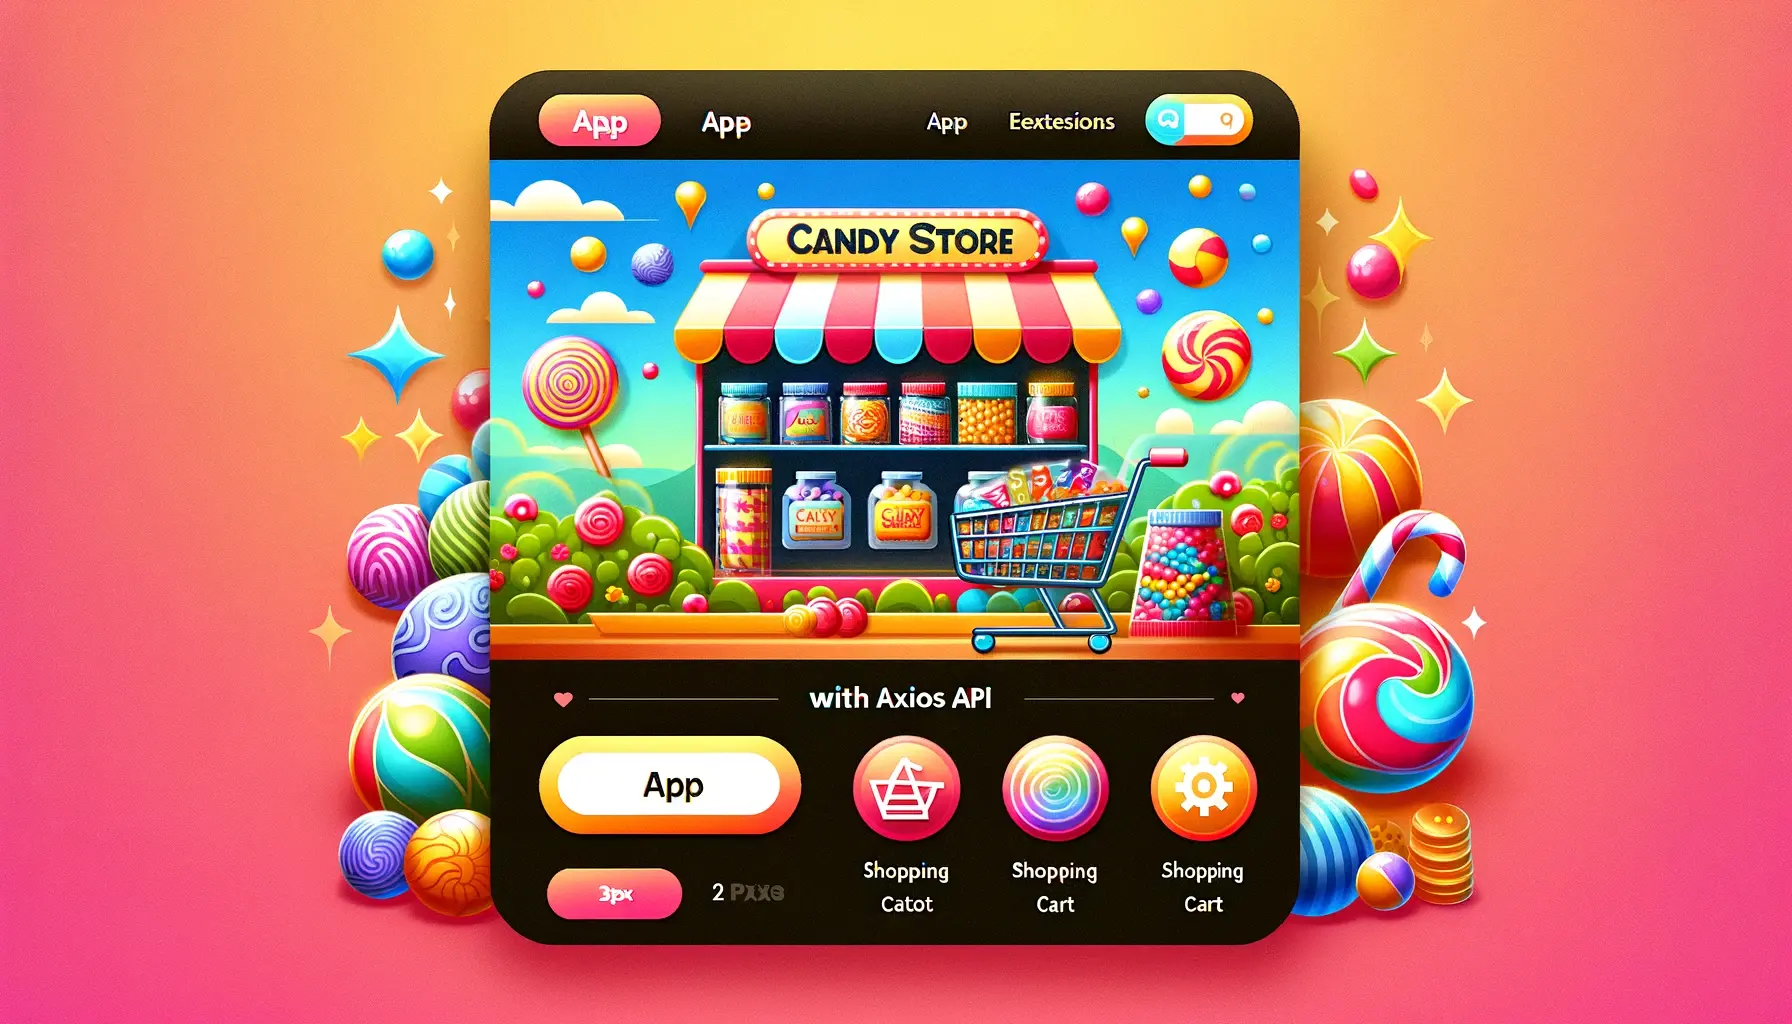 App App App Eextesions
CANDY STORE
CALSY
with Axios API
App
3px 2
Shopping Shopping Shopping
Catot Cart Cart